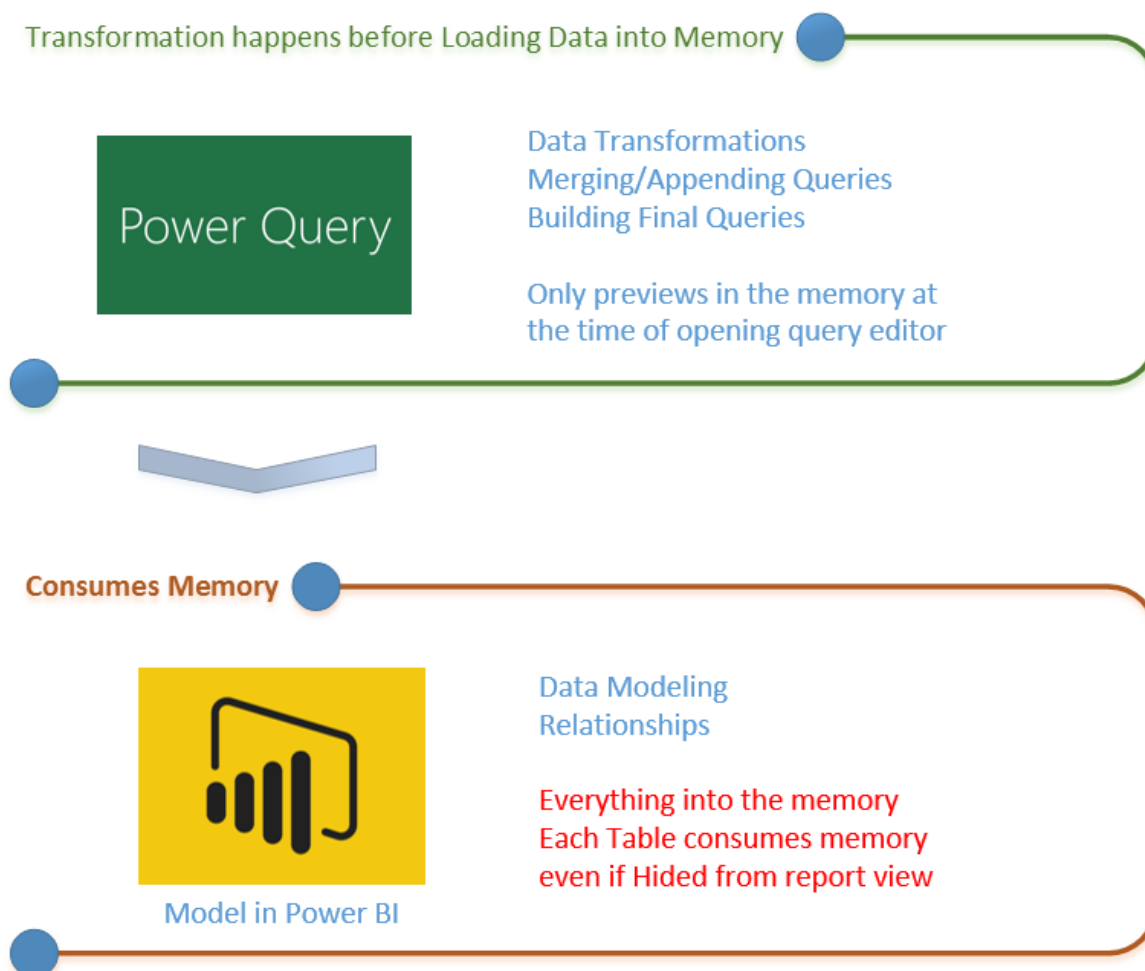 Transformation happens before Loading Data into Memory
Power Query
Data Transformations
Merging/Appending Queries
Building Final Queries
Only previews in the memory at
the time of opening query editor
Consumes Memory
Data Modeling
Relationships
Everything into the memory
Each Table consumes memory
even if Hided from report view
Model in Power BI